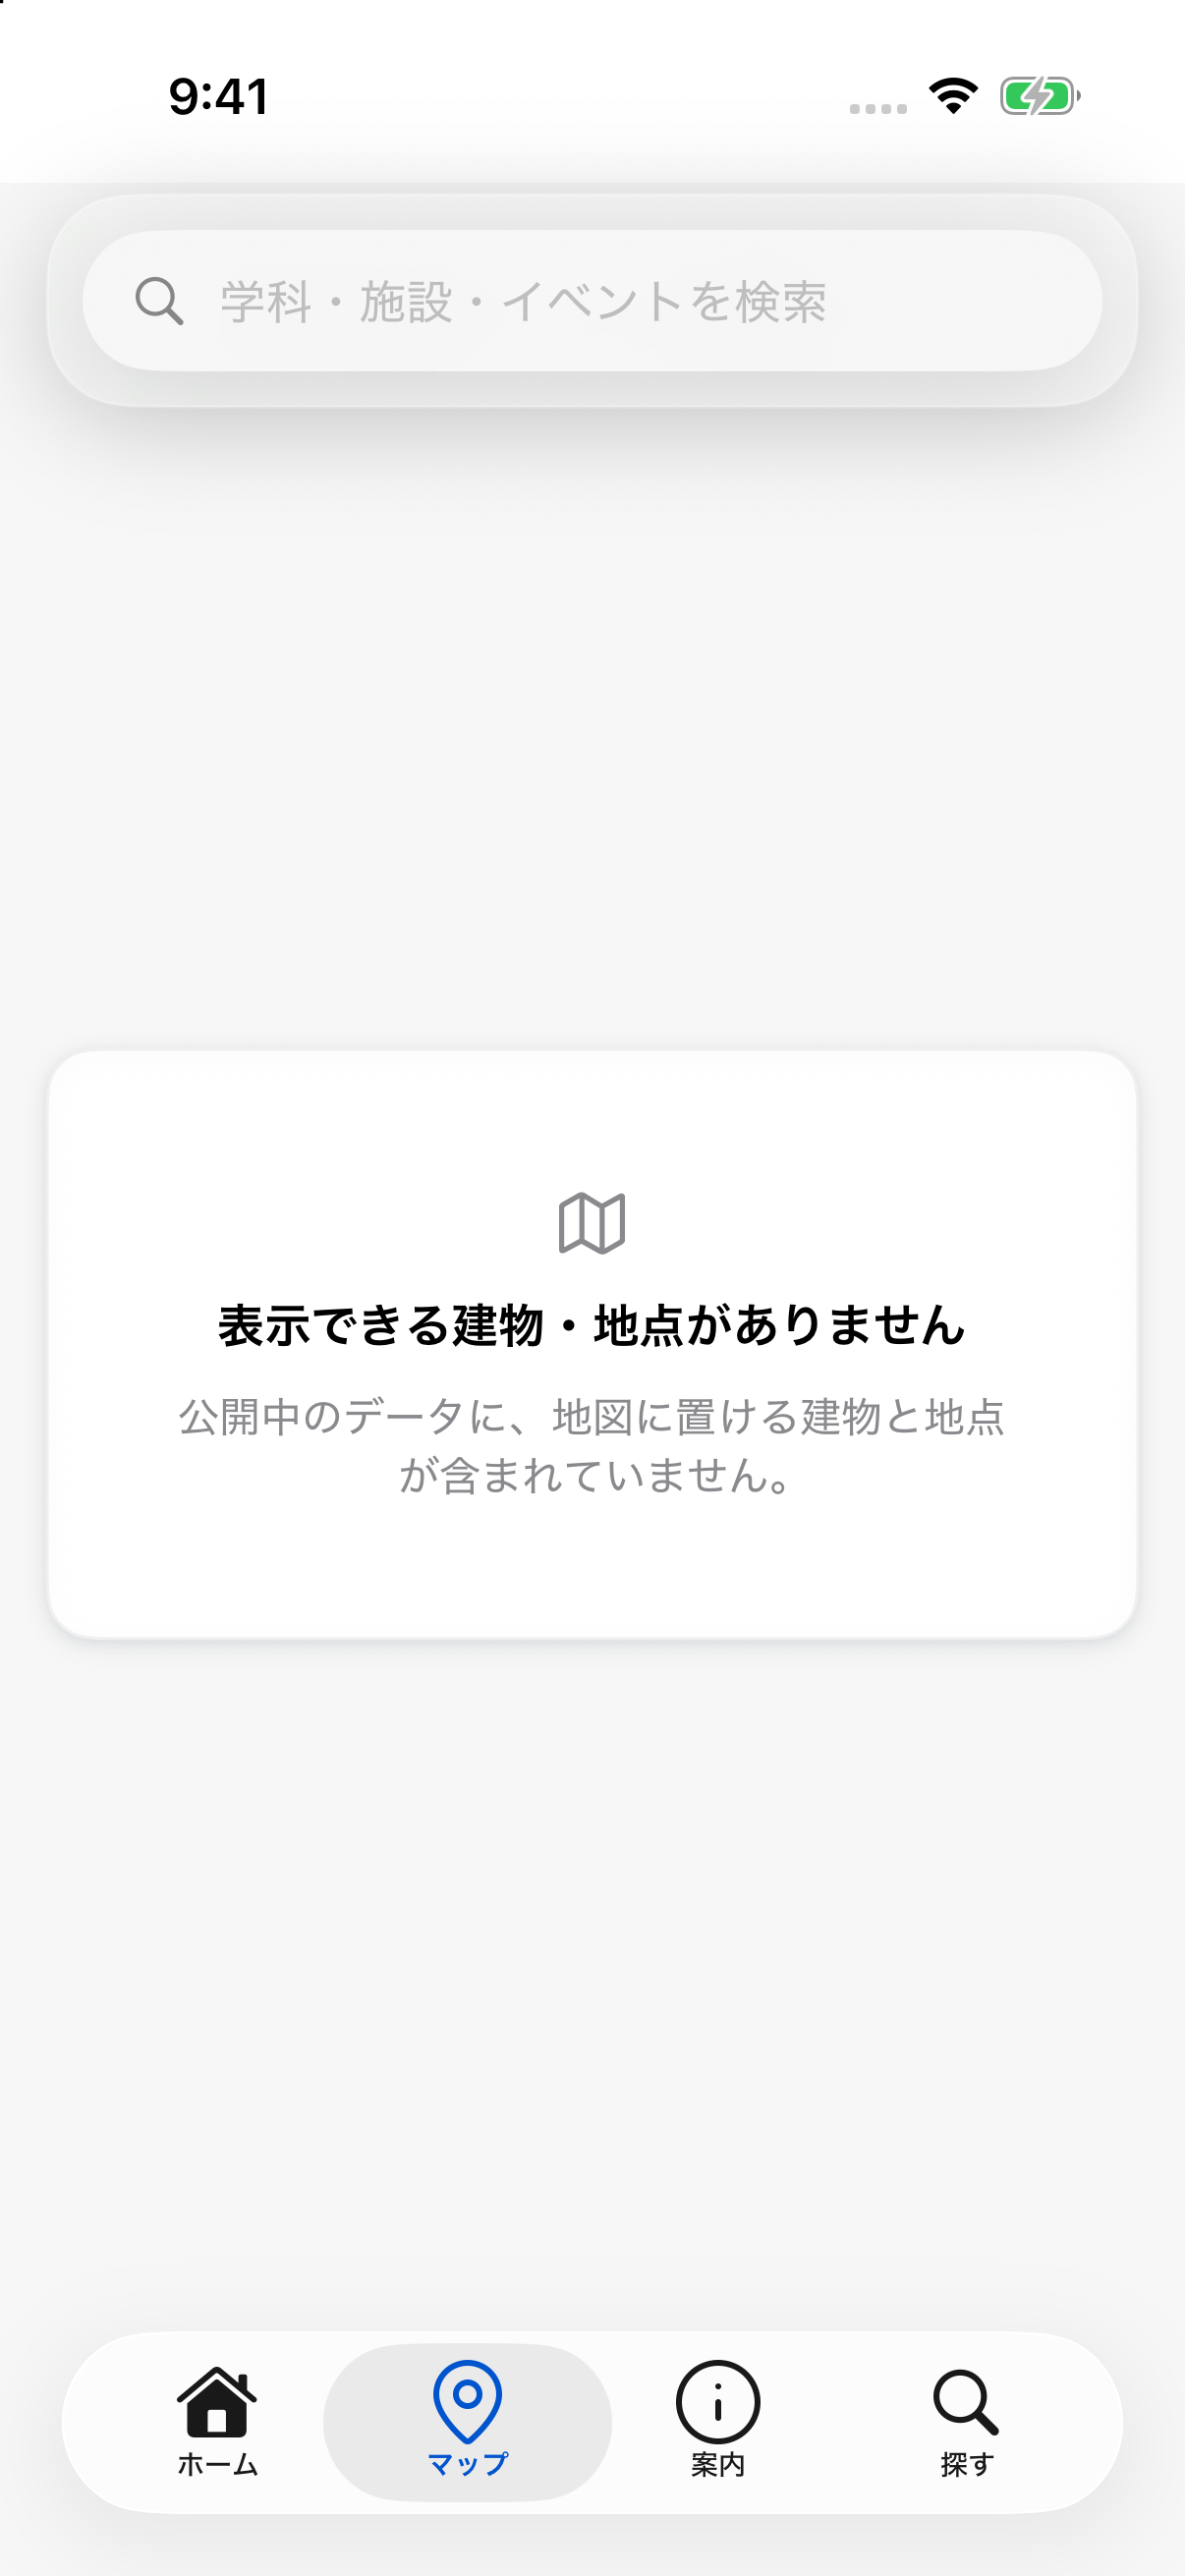 9:41
学科・施設・イベントを検索
表示できる建物・地点がありません
公開中のデータに、地図に置ける建物と地点
が含まれていません。
ホーム
マップ
案内
探す